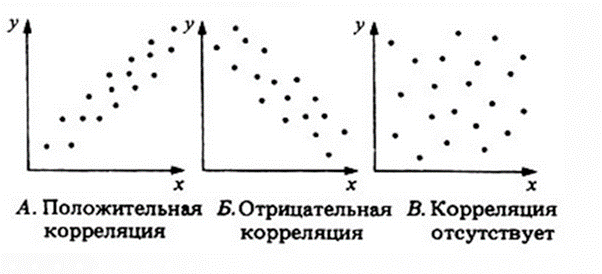 y
y
y
x
x
x
А. Положительная
корреляция
Б. Отрицательная
корреляция
В. Корреляция
отсутствует